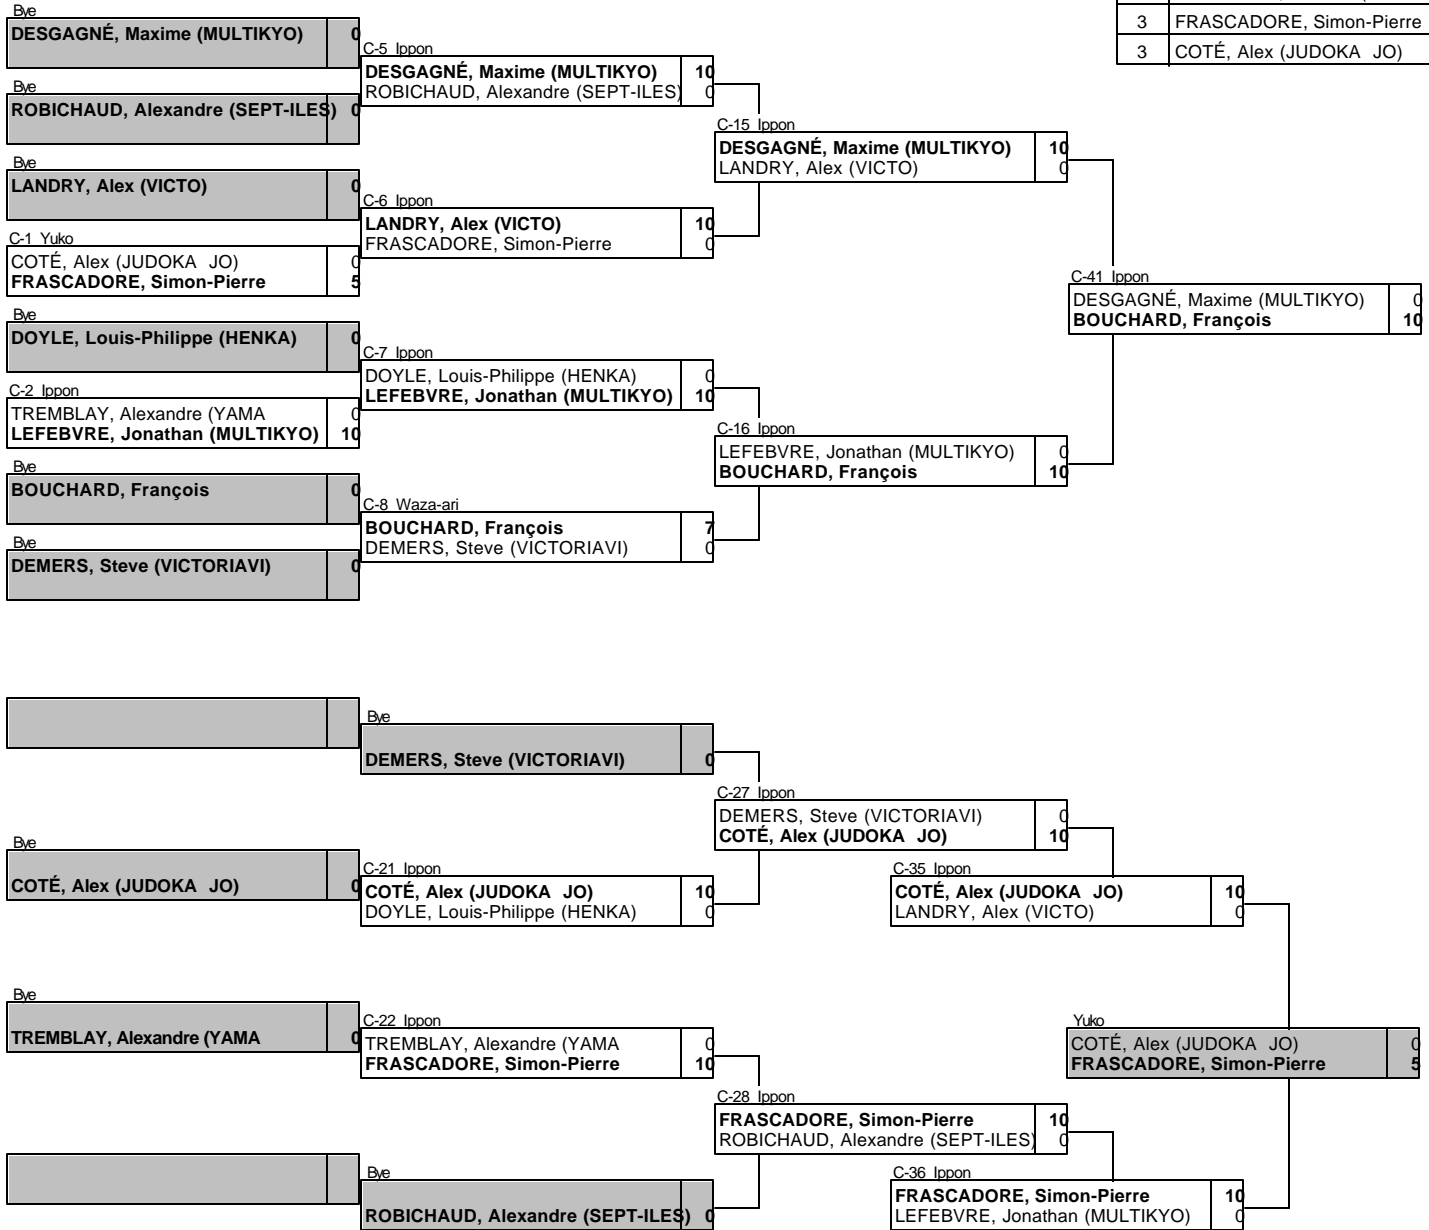 Bye
DESGAGNÉ, Maxime (MULTIKYO) 0
Bye
ROBICHAUD, Alexandre (SEPT-ILES) 0
Bye
LANDRY, Alex (VICTO) 0
C-1 Yuko
COTÉ, Alex (JUDOKA JO) 0
FRASCADORE, Simon-Pierre 5
Bye
DOYLE, Louis-Philippe (HENKA) 0
C-2 Ippon
TREMBLAY, Alexandre (YAMA 0
LEFEBVRE, Jonathan (MULTIKYO) 10
Bye
BOUCHARD, François 0
Bye
DEMERS, Steve (VICTORIAVI) 0
C-5 Ippon
DESGAGNÉ, Maxime (MULTIKYO) 10
ROBICHAUD, Alexandre (SEPT-ILES) 0
C-6 Ippon
LANDRY, Alex (VICTO) 10
FRASCADORE, Simon-Pierre 0
C-7 Ippon
DOYLE, Louis-Philippe (HENKA) 0
LEFEBVRE, Jonathan (MULTIKYO) 10
C-8 Waza-ari
BOUCHARD, François 7
DEMERS, Steve (VICTORIAVI) 0
C-15 Ippon
DESGAGNÉ, Maxime (MULTIKYO) 10
LANDRY, Alex (VICTO) 0
C-16 Ippon
LEFEBVRE, Jonathan (MULTIKYO) 0
BOUCHARD, François 10
3 FRASCADORE, Simon-Pierre
3 COTÉ, Alex (JUDOKA JO)
C-41 Ippon
DESGAGNÉ, Maxime (MULTIKYO) 0
BOUCHARD, François 10
Bye
COTÉ, Alex (JUDOKA JO) 0
Bye
TREMBLAY, Alexandre (YAMA 0
Bye
DEMERS, Steve (VICTORIAVI) 0
C-21 Ippon
COTÉ, Alex (JUDOKA JO) 10
DOYLE, Louis-Philippe (HENKA) 0
C-22 Ippon
TREMBLAY, Alexandre (YAMA 0
FRASCADORE, Simon-Pierre 10
Bye
ROBICHAUD, Alexandre (SEPT-ILES) 0
C-27 Ippon
DEMERS, Steve (VICTORIAVI) 0
COTÉ, Alex (JUDOKA JO) 10
C-28 Ippon
FRASCADORE, Simon-Pierre 10
ROBICHAUD, Alexandre (SEPT-ILES) 0
C-35 Ippon
COTÉ, Alex (JUDOKA JO) 10
LANDRY, Alex (VICTO) 0
C-36 Ippon
FRASCADORE, Simon-Pierre 10
LEFEBVRE, Jonathan (MULTIKYO) 0
Yuko
COTÉ, Alex (JUDOKA JO) 0
FRASCADORE, Simon-Pierre 5